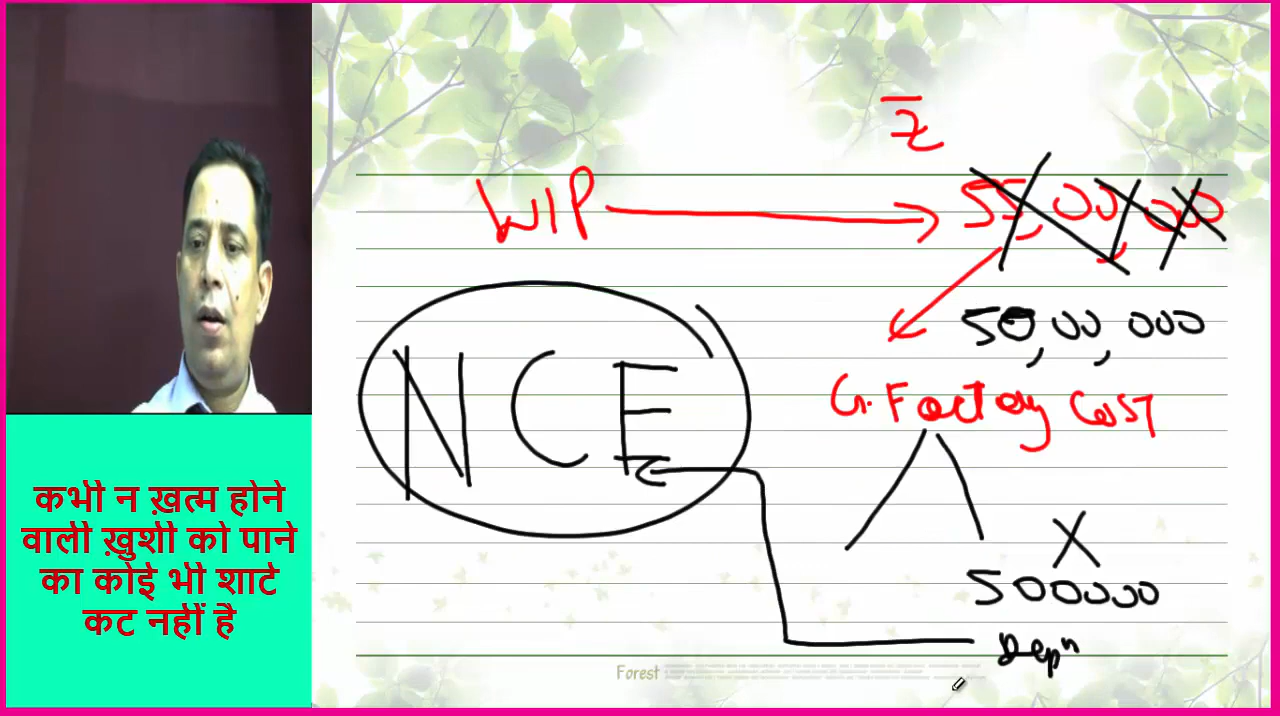 WIP 55,00,000
50,00,000
NCE
G. Factory Cost
X
500000
Depn
Forest
कभी न ख़त्म होने
वाली ख़ुशी को पाने
का कोई भी शार्ट
कट नहीं है